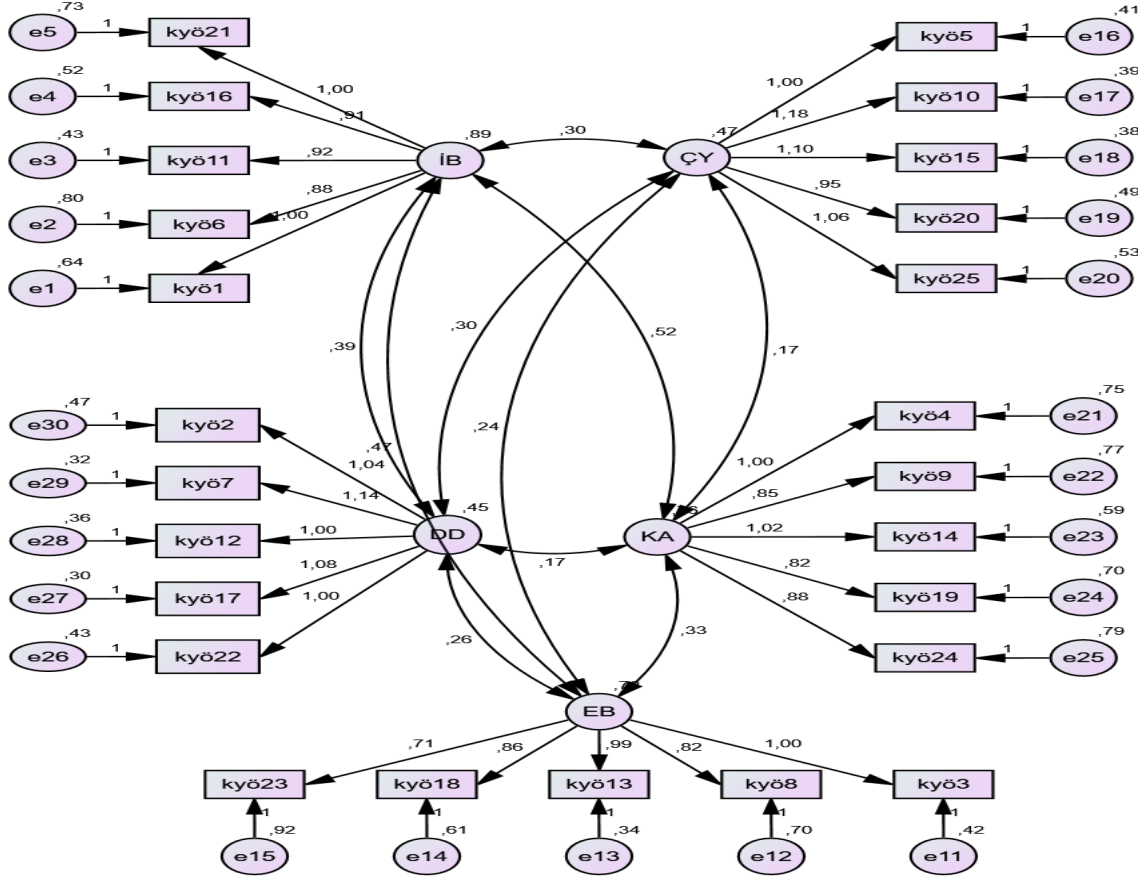 ,73
e5 1 kyö21
,52
e4 1 kyö16
,43
e3 1 kyö11
,80
e2 1 kyö6
,64
e1 1 kyö1
1,00
,91
,92
,88
1,00
,89
İB
,30
,47
ÇY
1,00
1,18
1,10
,95
1,06
,41
kyö5 1 e16
,39
kyö10 1 e17
,38
kyö15 1 e18
,49
kyö20 1 e19
,53
kyö25 1 e20
,39
,30
,52
,17
,47
,24
,47
e30 1 kyö2
,32
e29 1 kyö7
,36
e28 1 kyö12
,30
e27 1 kyö17
,43
e26 1 kyö22
1,04
1,14
1,00
1,08
1,00
,45
DD
,17
KA
1,00
,85
1,02
,82
,88
,75
kyö4 1 e21
,77
kyö9 1 e22
,59
kyö14 1 e23
,70
kyö19 1 e24
,79
kyö24 1 e25
,26
,33
EB
,71
,86
,99
,82
1,00
kyö23 kyö18 kyö13 kyö8 kyö3
1 1 1 1 1
,92 ,61 ,34 ,70 ,42
e15 e14 e13 e12 e11